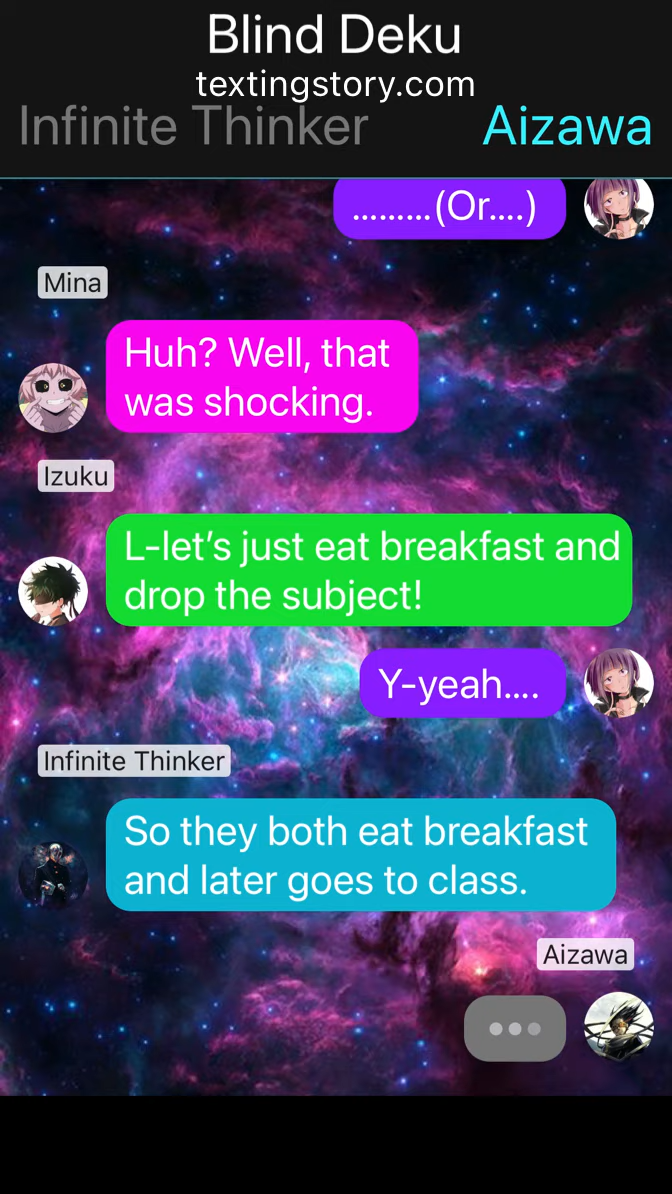 Blind Deku
textingstory.com
Infinite Thinker
Aizawa
………(Or….)
Mina
Huh? Well, that
was shocking.
Izuku
L-let’s just eat breakfast and
drop the subject!
Y-yeah….
Infinite Thinker
So they both eat breakfast
and later goes to class.
Aizawa